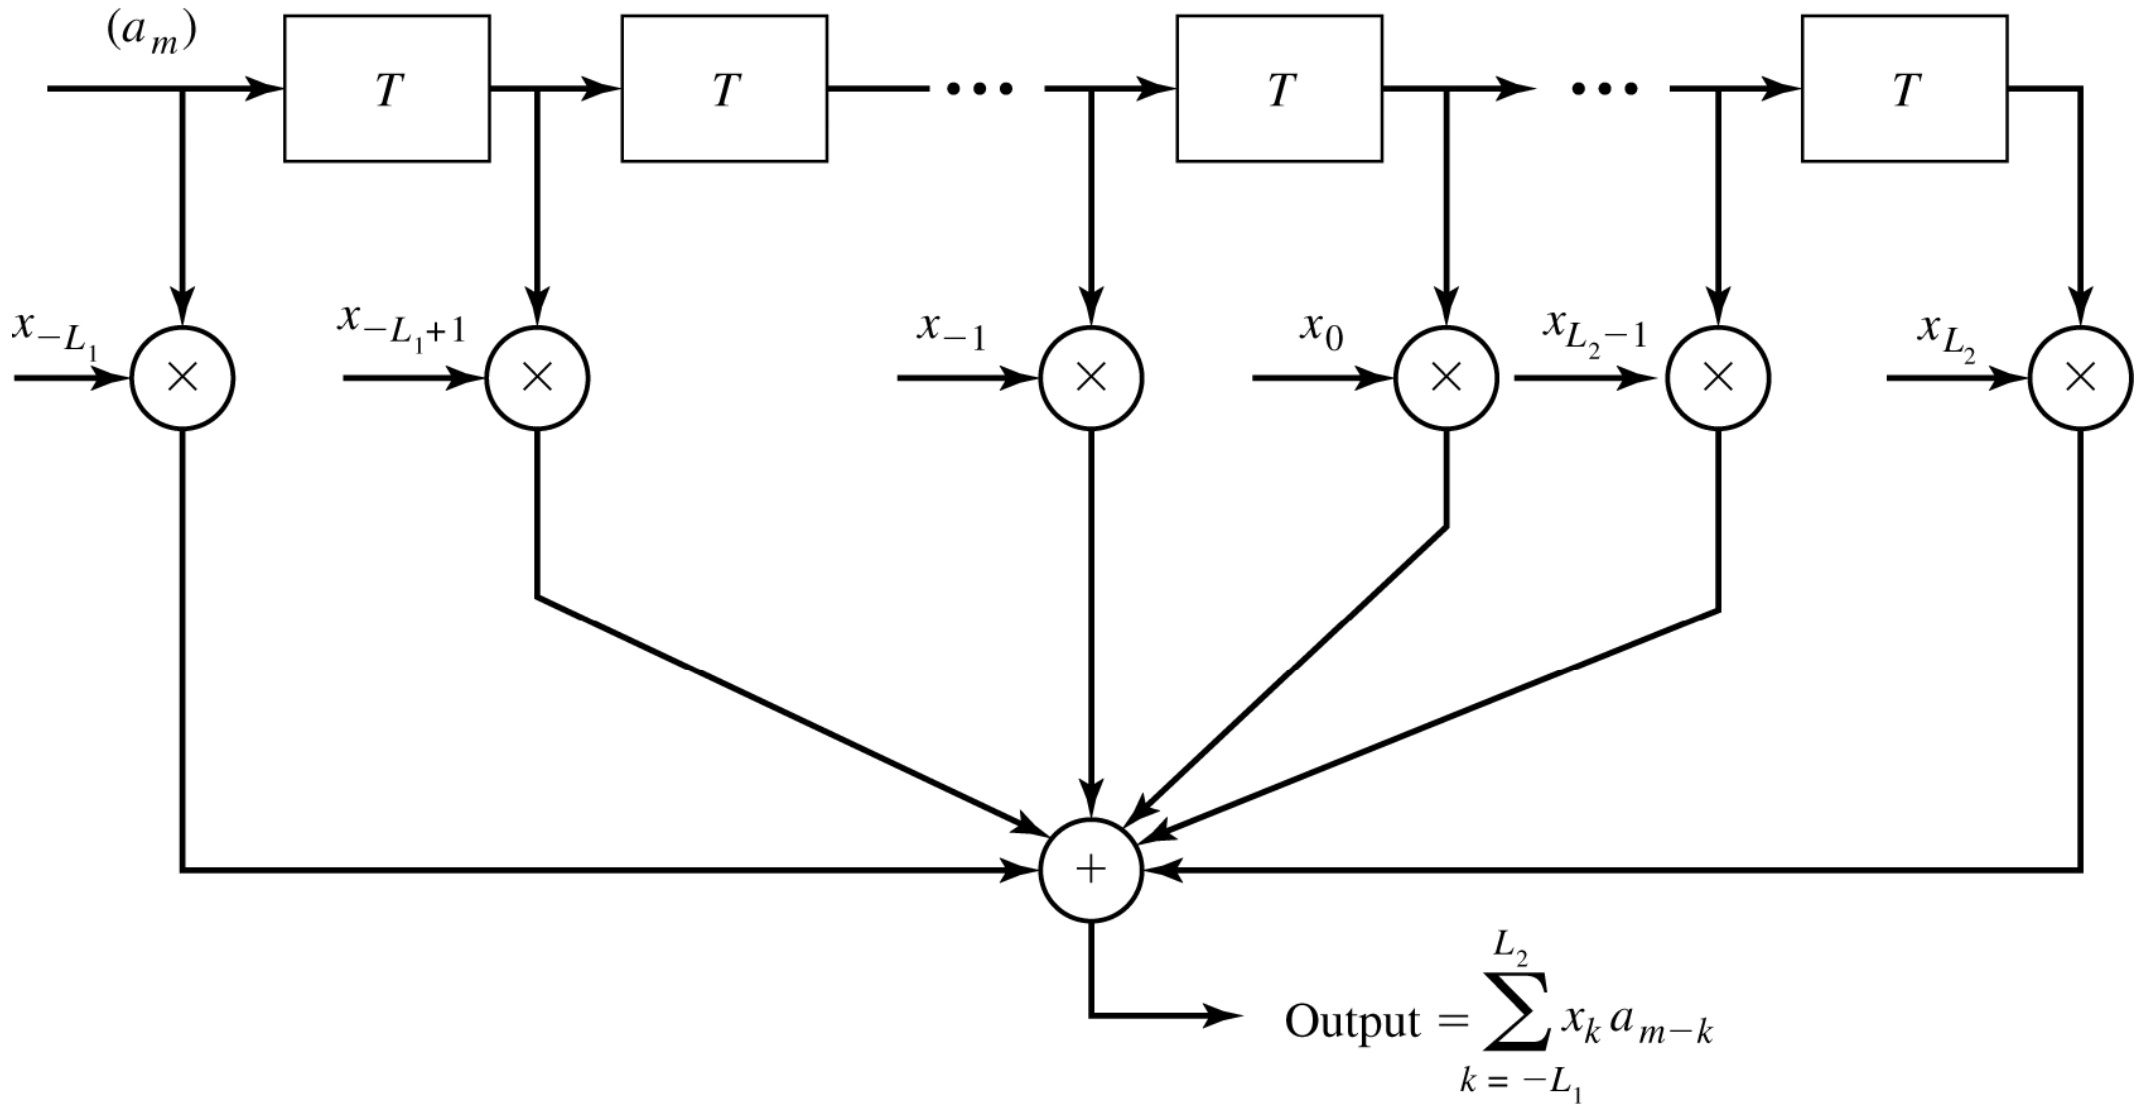 (a_m)
T T ... T ... T
x_{-L_1} x_{-L_1+1} x_{-1} x_0 x_{L_2-1} x_{L_2}
× × × × × ×
+
Output = \sum_{k = -L_1}^{L_2} x_k a_{m-k}